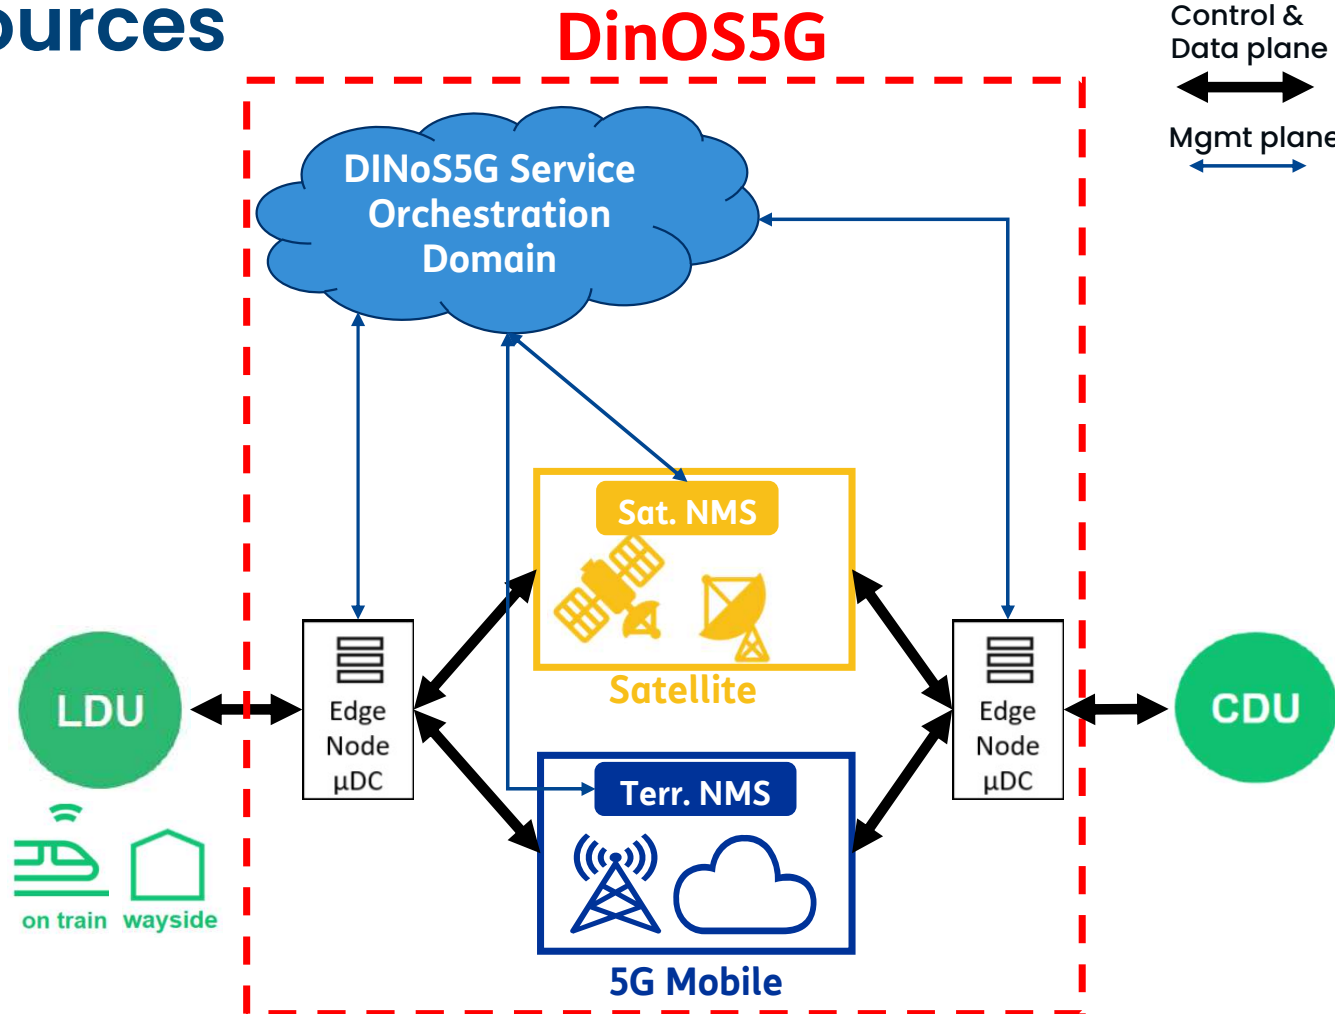 ources
DinOS5G
Control &
Data plane
Mgmt plane
DINoS5G Service
Orchestration
Domain
Sat. NMS
Satellite
LDU
Edge
Node
µDC
Edge
Node
µDC
CDU
Terr. NMS
on train wayside
5G Mobile